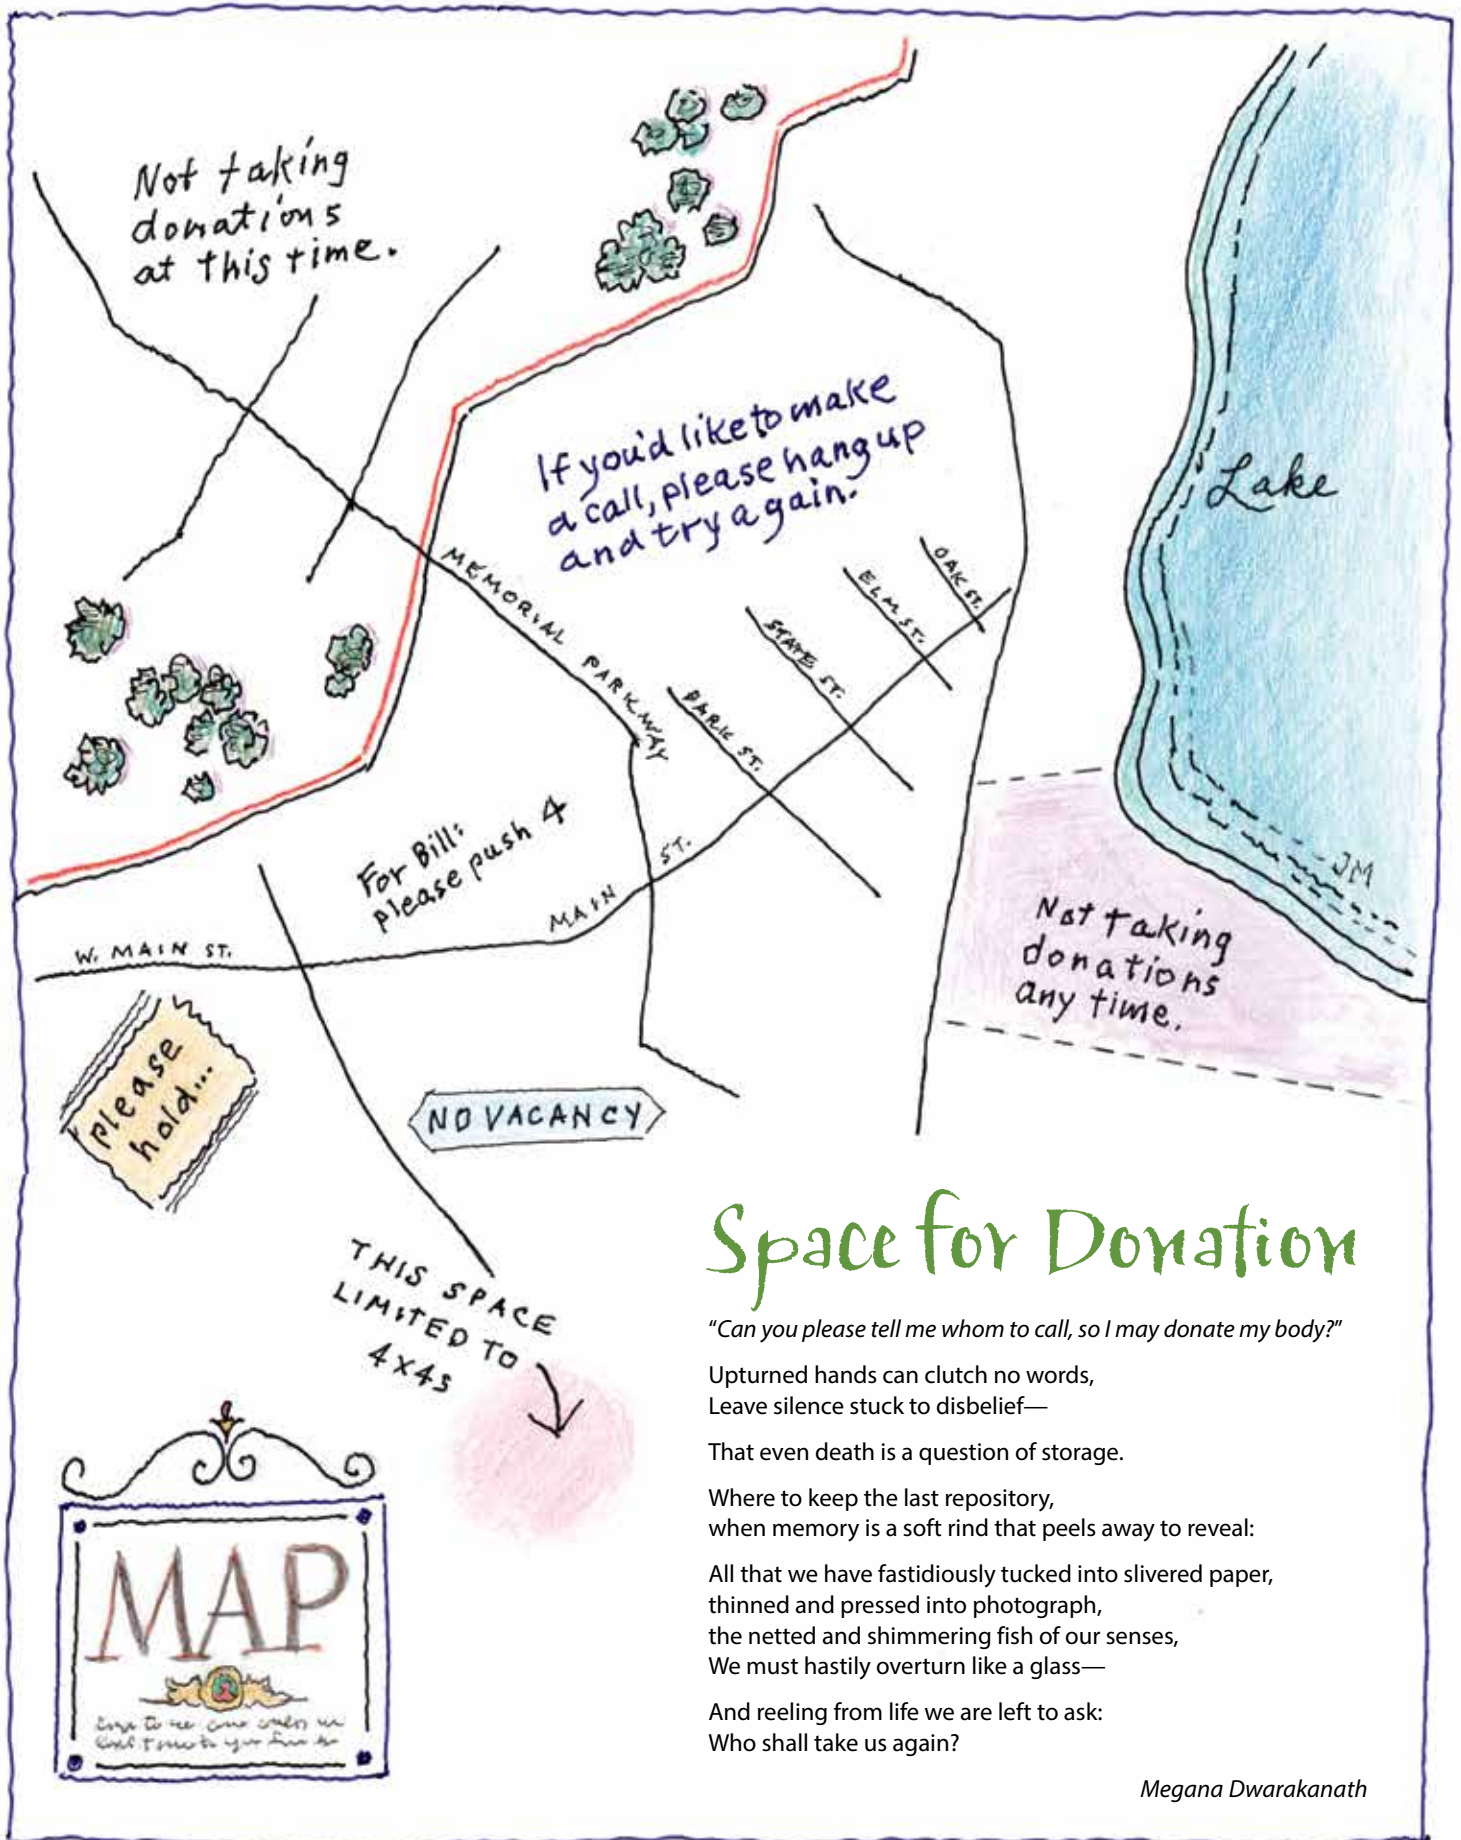 Not taking
donations
at this time.
If you'd like to make
a call, please hang up
and try again.
Lake
MEMORIAL PARKWAY
OAK ST.
ELM ST.
STATE ST.
PARK ST.
For Bill:
please push 4
MAIN ST.
W. MAIN ST.
JM
Not taking
donations
any time.
please
hold...
NO VACANCY
THIS SPACE
LIMITED TO
4x4s
MAP
Space for Donation
“Can you please tell me whom to call, so I may donate my body?”
Upturned hands can clutch no words,
Leave silence stuck to disbelief—
That even death is a question of storage.
Where to keep the last repository,
when memory is a soft rind that peels away to reveal:
All that we have fastidiously tucked into slivered paper,
thinned and pressed into photograph,
the netted and shimmering fish of our senses,
We must hastily overturn like a glass—
And reeling from life we are left to ask:
Who shall take us again?
Megana Dwarakanath